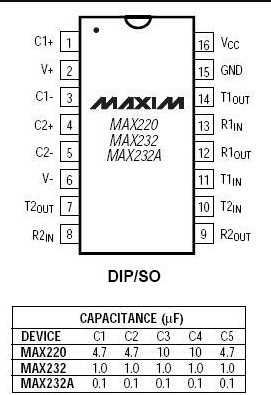 C1+ 1 16 VCC
V+ 2 15 GND
C1- 3 MAXIM 14 T1OUT
C2+ 4 MAX220 13 R1IN
MAX232
C2- 5 MAX232A 12 R1OUT
V- 6 11 T1IN
T2OUT 7 10 T2IN
R2IN 8 9 R2OUT
DIP/SO
CAPACITANCE (µF)
DEVICE C1 C2 C3 C4 C5
MAX220 4.7 4.7 10 10 4.7
MAX232 1.0 1.0 1.0 1.0 1.0
MAX232A 0.1 0.1 0.1 0.1 0.1